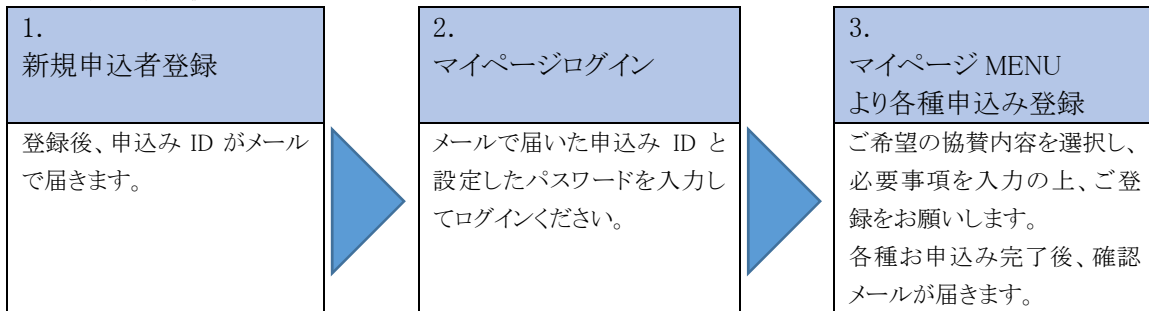 1.
新規申込者登録
登録後、申込み ID がメール
で届きます。
2.
マイページログイン
メールで届いた申込み ID と
設定したパスワードを入力し
てログインください。
3.
マイページ MENU
より各種申込み登録
ご希望の協賛内容を選択し、
必要事項を入力の上、ご登
録をお願いします。
各種お申込み完了後、確認
メールが届きます。